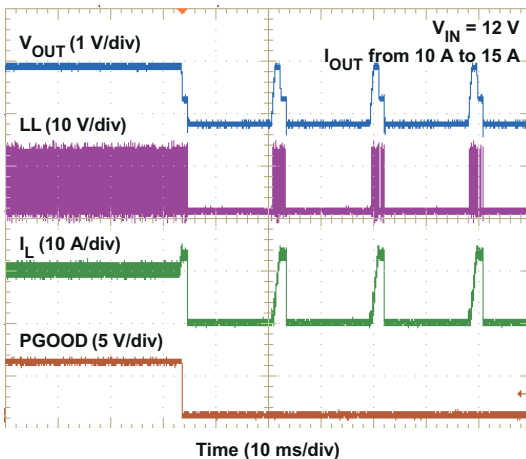 V_IN = 12 V
V_OUT (1 V/div)
I_OUT from 10 A to 15 A
LL (10 V/div)
I_L (10 A/div)
PGOOD (5 V/div)
Time (10 ms/div)